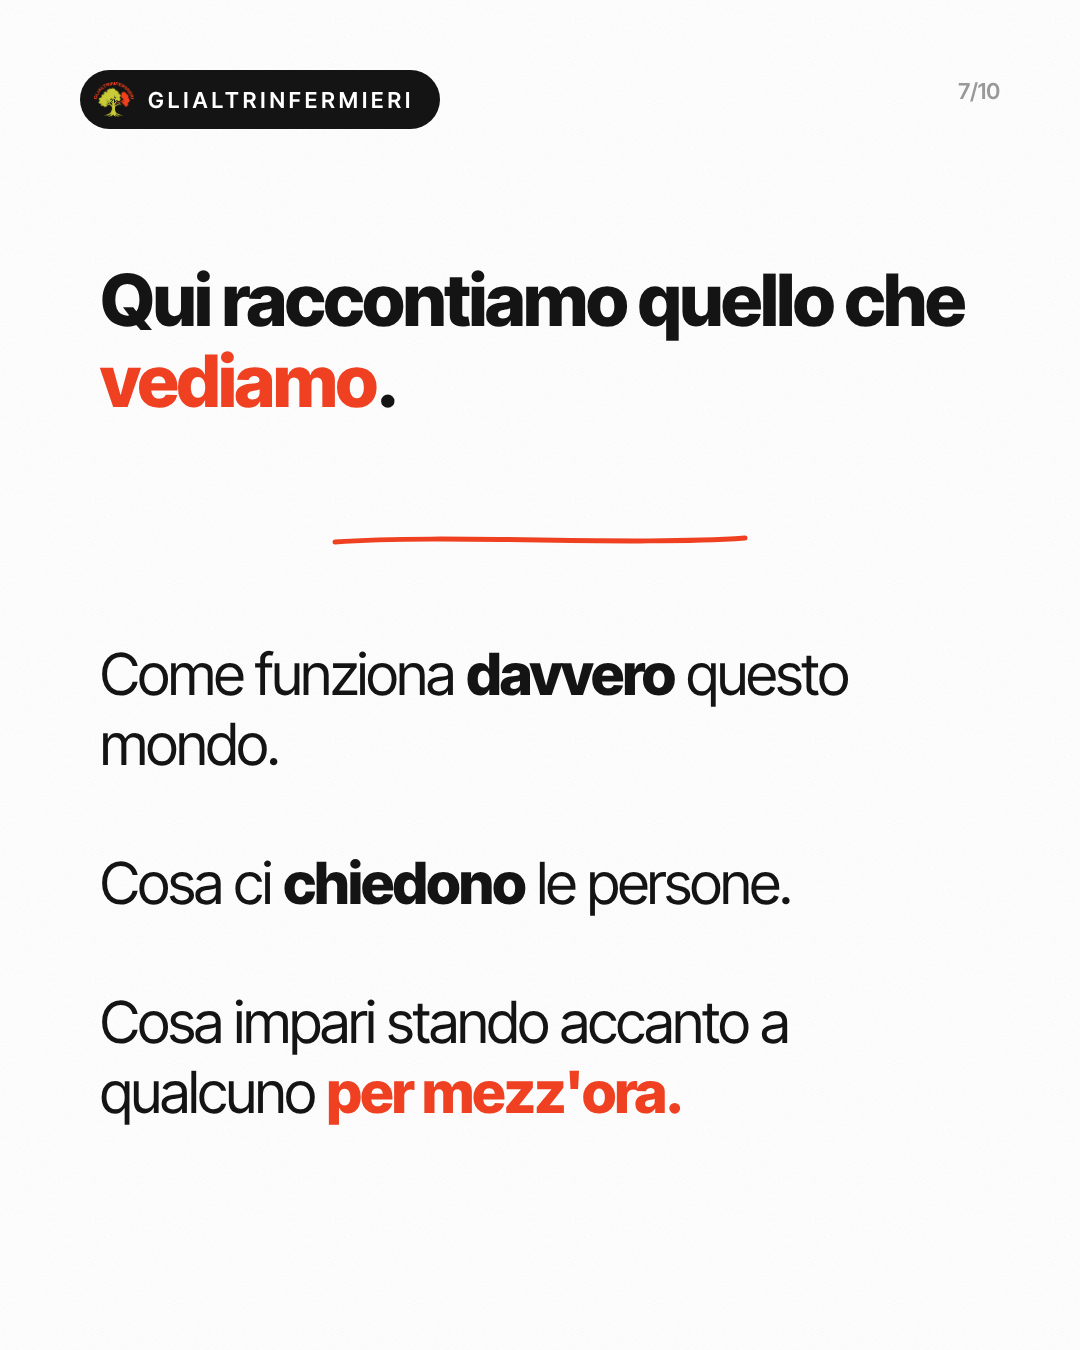 GLIALTRINFERMIERI
7/10
Qui raccontiamo quello che
vediamo.
Come funziona davvero questo
mondo.
Cosa ci chiedono le persone.
Cosa impari stando accanto a
qualcuno per mezz'ora.